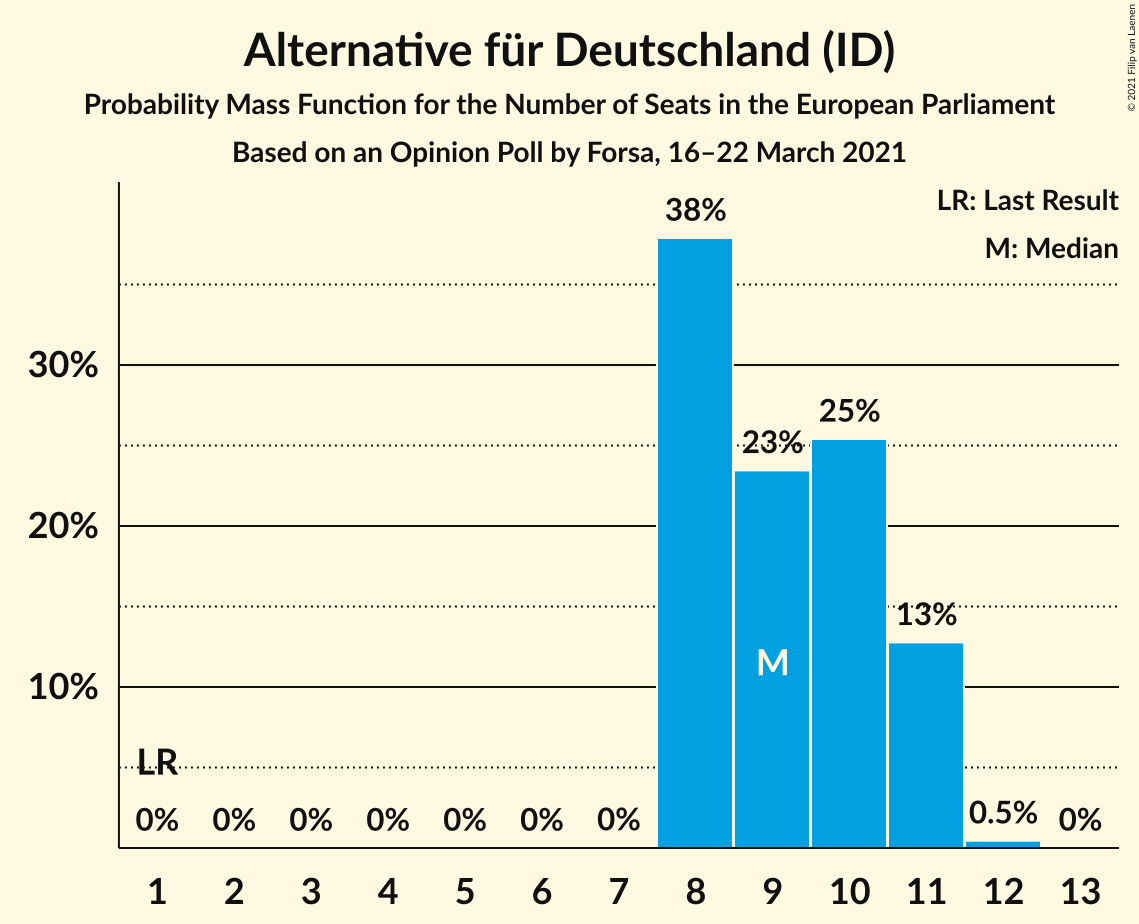 Alternative für Deutschland (ID)
Probability Mass Function for the Number of Seats in the European Parliament
Based on an Opinion Poll by Forsa, 16–22 March 2021
© 2021 Filip van Laenen
LR: Last Result
M: Median
38%
30%
25%
23%
20%
13%
M
10%
LR
0% 0% 0% 0% 0% 0% 0% 0.5% 0%
1 2 3 4 5 6 7 8 9 10 11 12 13